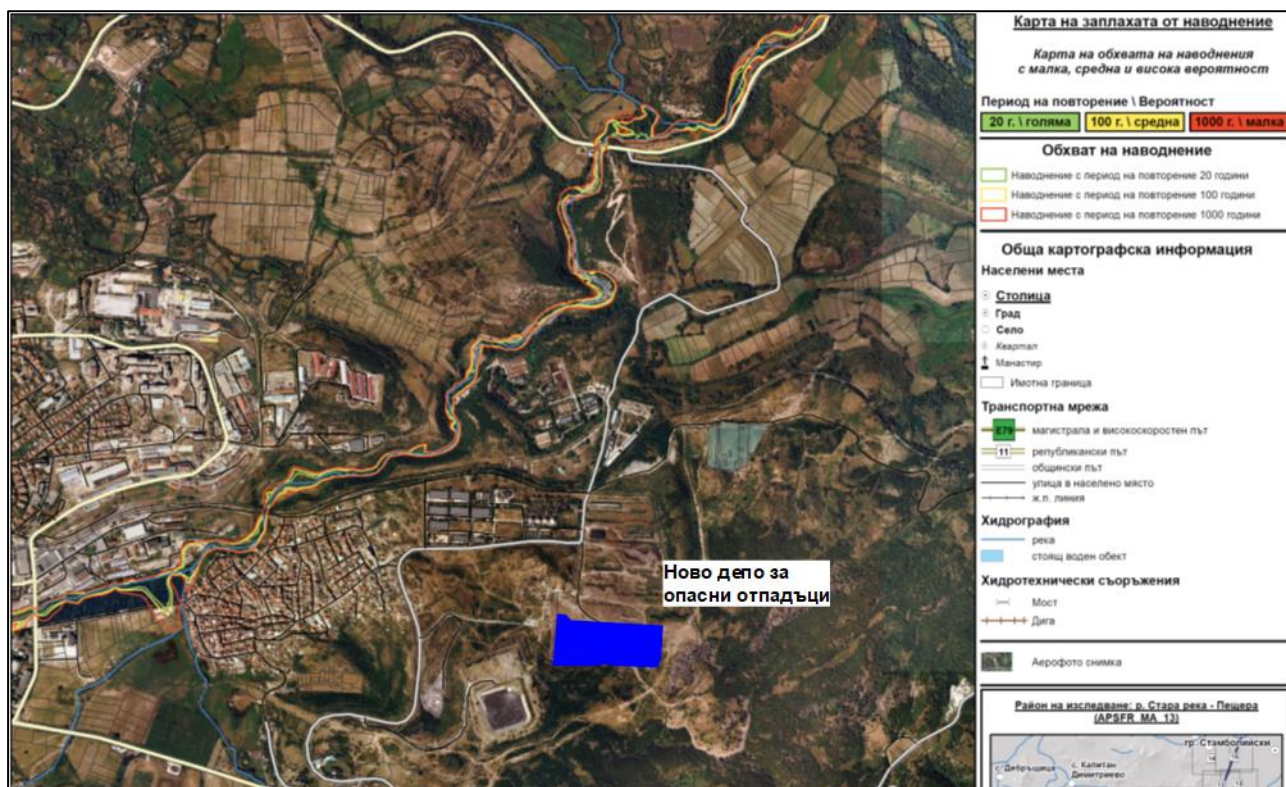 Карта на заплахата от наводнение
Карта на обхвата на наводнения
с малка, средна и висока вероятност
Период на повторение \ Вероятност
20 г. \ голяма
100 г. \ средна
1000 г. \ малка
Обхват на наводнение
Наводнение с период на повторение 20 години
Наводнение с период на повторение 100 години
Наводнение с период на повторение 1000 години
Обща картографска информация
Населени места
Столица
Град
Село
Квартал
Манастир
Имотна граница
Транспортна мрежа
E79 магистрала и високоскоростен път
11 републикански път
общински път
улица в населено място
ж.п. линия
Хидрография
река
стоящ воден обект
Хидротехнически съоръжения
Мост
Дига
Аерофото снимка
Район на изследване: р. Стара река - Пещера
(APSFR_MA_13)
гр. Стамболийски
с. Дебръщица
с. Капитан
Димитриево
Ново депо за
опасни отпадъци